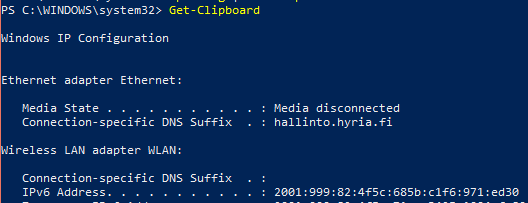 PS C:\WINDOWS\system32> Get-Clipboard
Windows IP Configuration
Ethernet adapter Ethernet:
Media State . . . . . . . . . . . : Media disconnected
Connection-specific DNS Suffix . : hallinto.hyria.fi
Wireless LAN adapter WLAN:
Connection-specific DNS Suffix . :
IPv6 Address. . . . . . . . . . . : 2001:999:82:4f5c:685b:c1f6:971:ed30